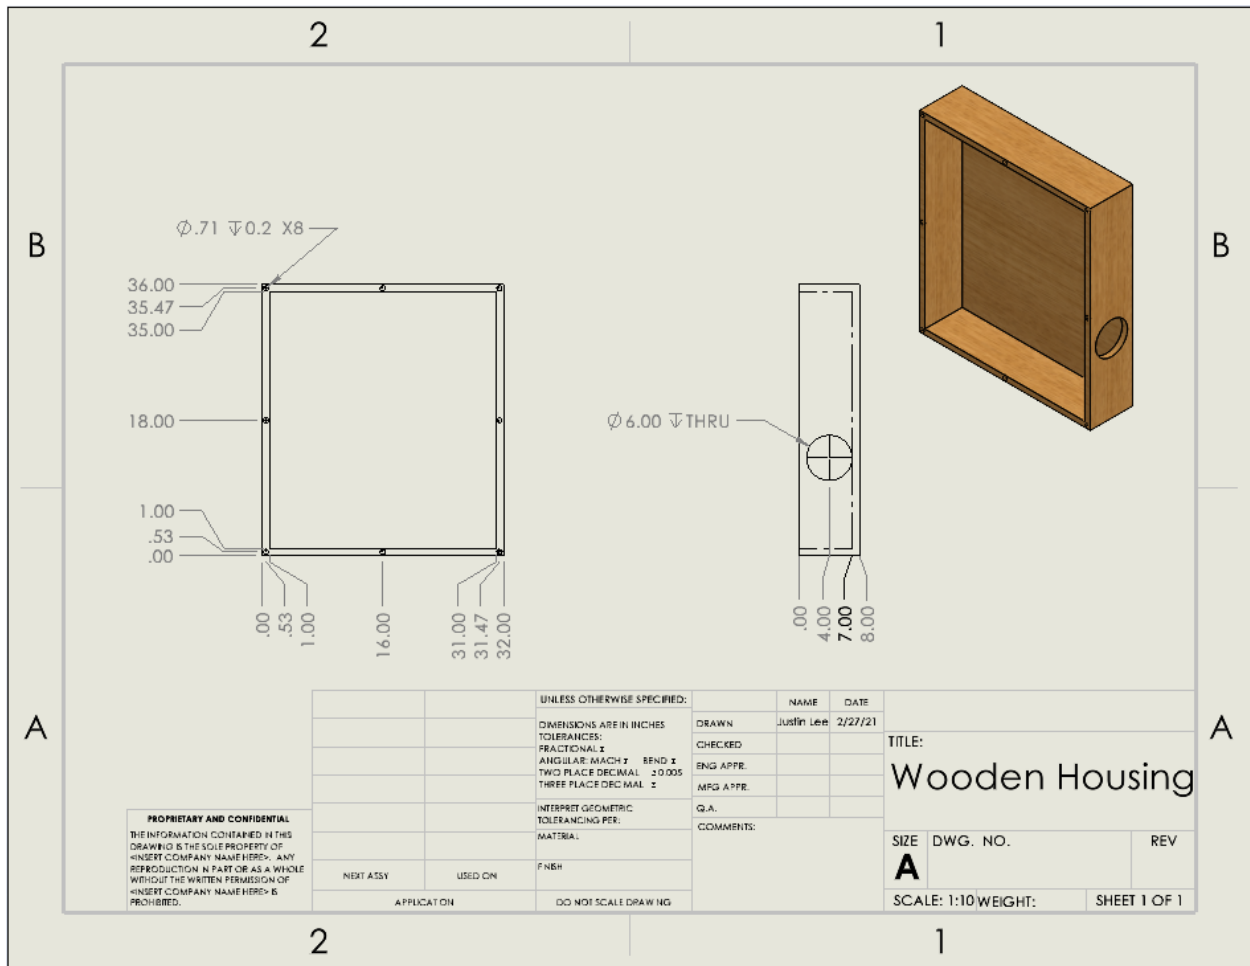 2 1
B B
Ø.71 ↧0.2 X8
36.00
35.47
35.00
18.00
Ø6.00 ↧THRU
1.00
.53
.00
.00 .53 1.00 16.00 31.00 31.47 32.00
.00 4.00 7.00 8.00
A A
UNLESS OTHERWISE SPECIFIED:
DIMENSIONS ARE IN INCHES
TOLERANCES:
FRACTIONAL ±
ANGULAR: MACH ± BEND ±
TWO PLACE DECIMAL ±0.005
THREE PLACE DECIMAL ±
INTERPRET GEOMETRIC
TOLERANCING PER:
MATERIAL
FINISH
DO NOT SCALE DRAWING
NAME DATE
DRAWN Justin Lee 2/27/21
CHECKED
ENG APPR.
MFG APPR.
Q.A.
COMMENTS:
TITLE:
Wooden Housing
SIZE DWG. NO. REV
A
SCALE: 1:10 WEIGHT: SHEET 1 OF 1
PROPRIETARY AND CONFIDENTIAL
THE INFORMATION CONTAINED IN THIS
DRAWING IS THE SOLE PROPERTY OF
<INSERT COMPANY NAME HERE>. ANY
REPRODUCTION IN PART OR AS A WHOLE
WITHOUT THE WRITTEN PERMISSION OF
<INSERT COMPANY NAME HERE> IS
PROHIBITED.
NEXT ASSY USED ON
APPLICATION
2 1